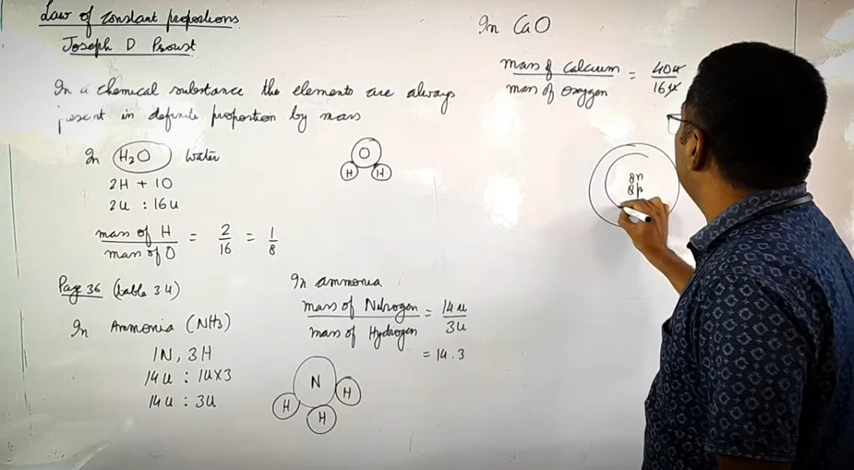 Law of constant proportions
Joseph D Proust
In a chemical substance the elements are always
present in definite proportion by mass
In H2O Water
2H + 1O
2u : 16u
mass of H / mass of O = 2/16 = 1/8
O
H H
Page 36 (table 3.4)
In Ammonia (NH3)
1N, 3H
14u : 1u×3
14u : 3u
In ammonia
mass of Nitrogen / mass of Hydrogen = 14u/3u
= 14.3
N
H H H
In CaO
mass of Calcium / mass of oxygen = 40u/16u
8n
8p